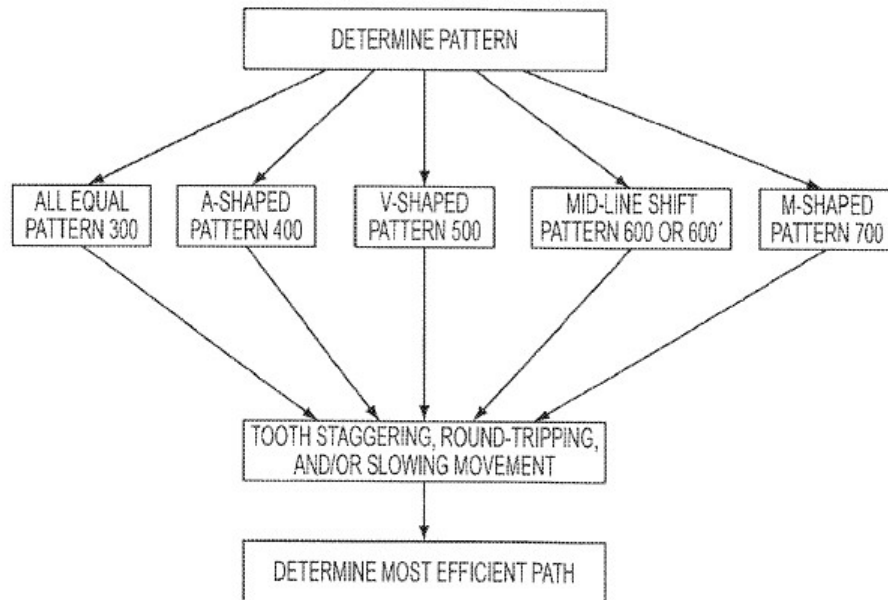 DETERMINE PATTERN
ALL EQUAL
PATTERN 300
A-SHAPED
PATTERN 400
V-SHAPED
PATTERN 500
MID-LINE SHIFT
PATTERN 600 OR 600´
M-SHAPED
PATTERN 700
TOOTH STAGGERING, ROUND-TRIPPING,
AND/OR SLOWING MOVEMENT
DETERMINE MOST EFFICIENT PATH